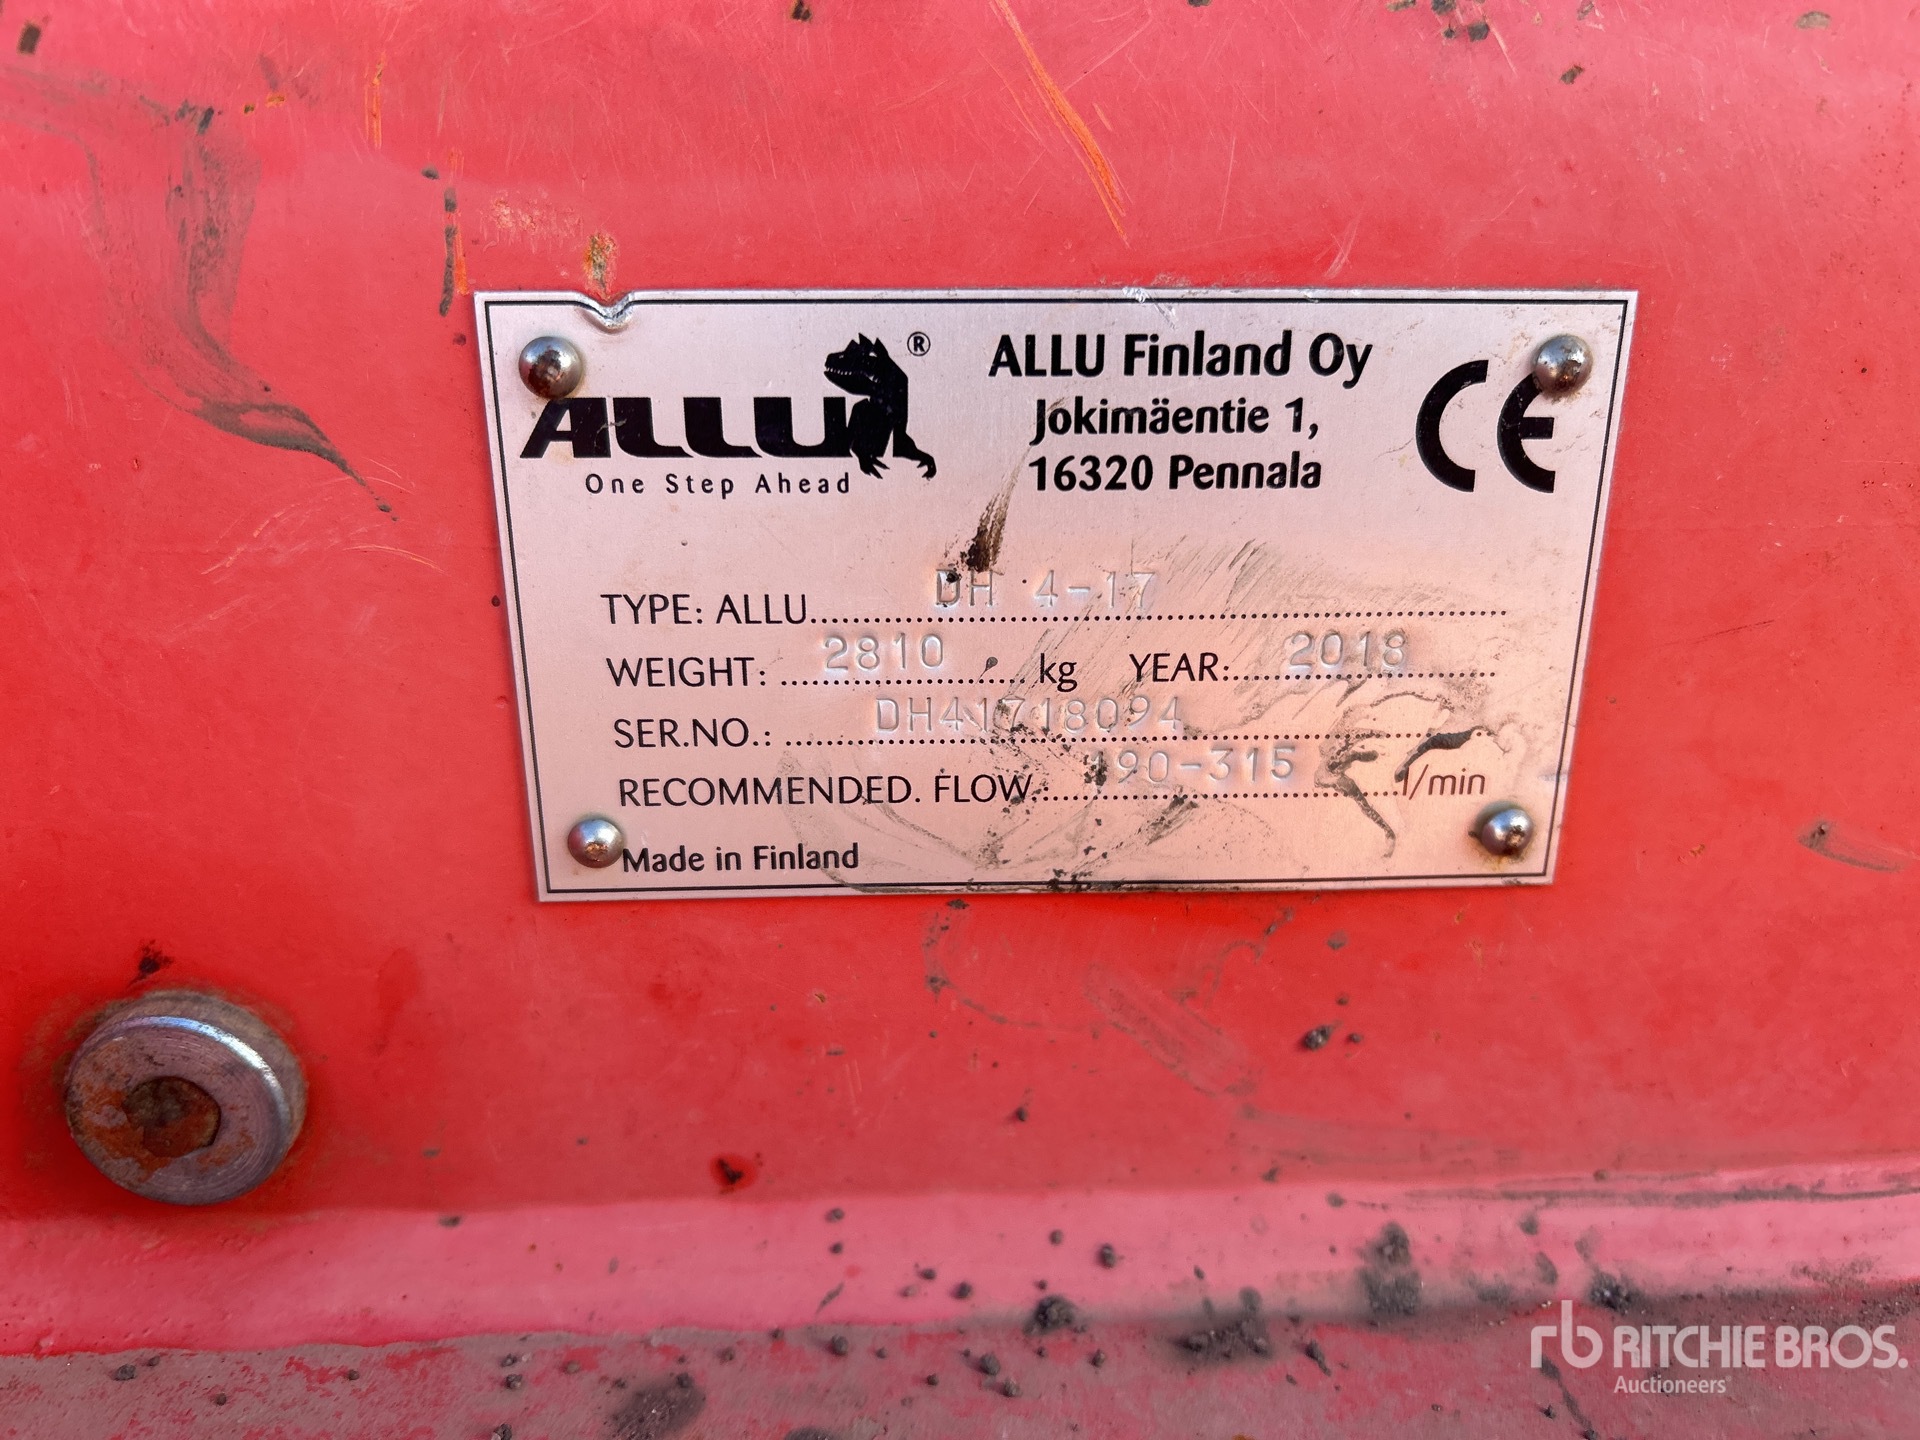 ALLU ®
One Step Ahead
ALLU Finland Oy
Jokimäentie 1,
16320 Pennala
CE
TYPE: ALLU DH 4-17
WEIGHT: 2810 kg YEAR: 2018
SER.NO.: DH41718094
RECOMMENDED. FLOW.: 190-315 l/min
Made in Finland
rb RITCHIE BROS.
Auctioneers